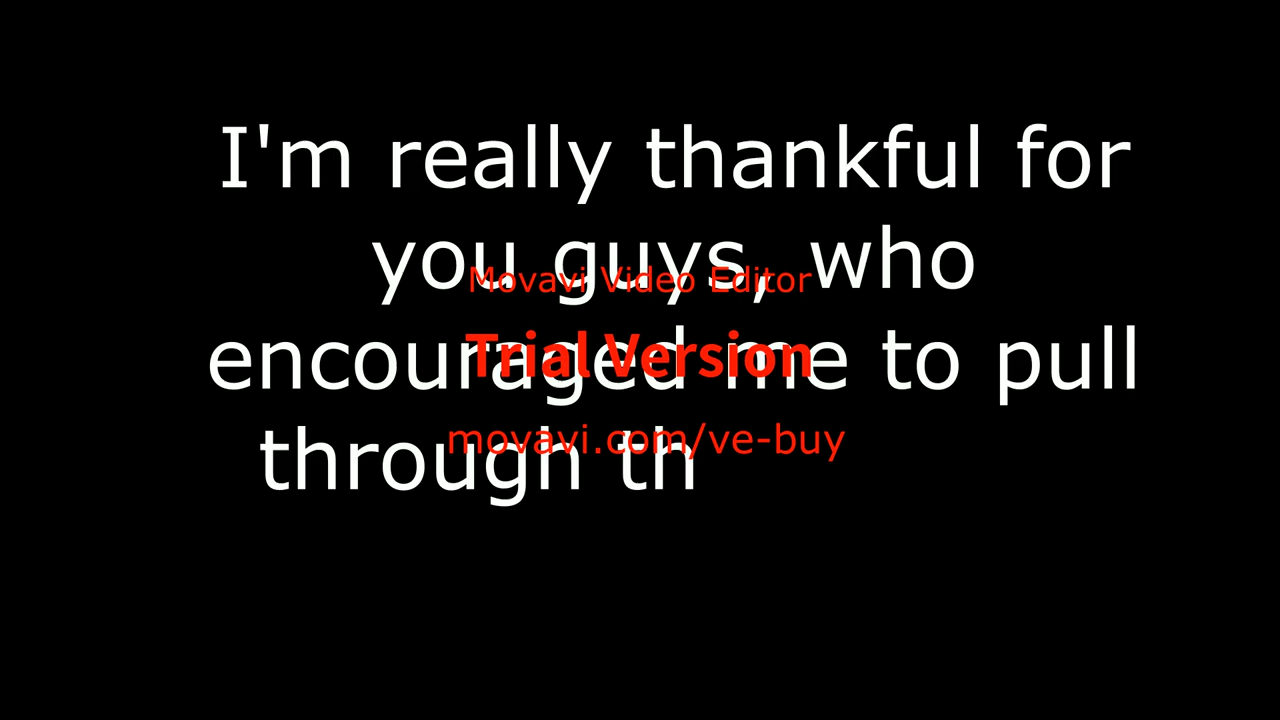 I'm really thankful for
you guys, who
Movavi Video Editor
encouraged me to pull
Trial Version
through th
movavi.com/ve-buy